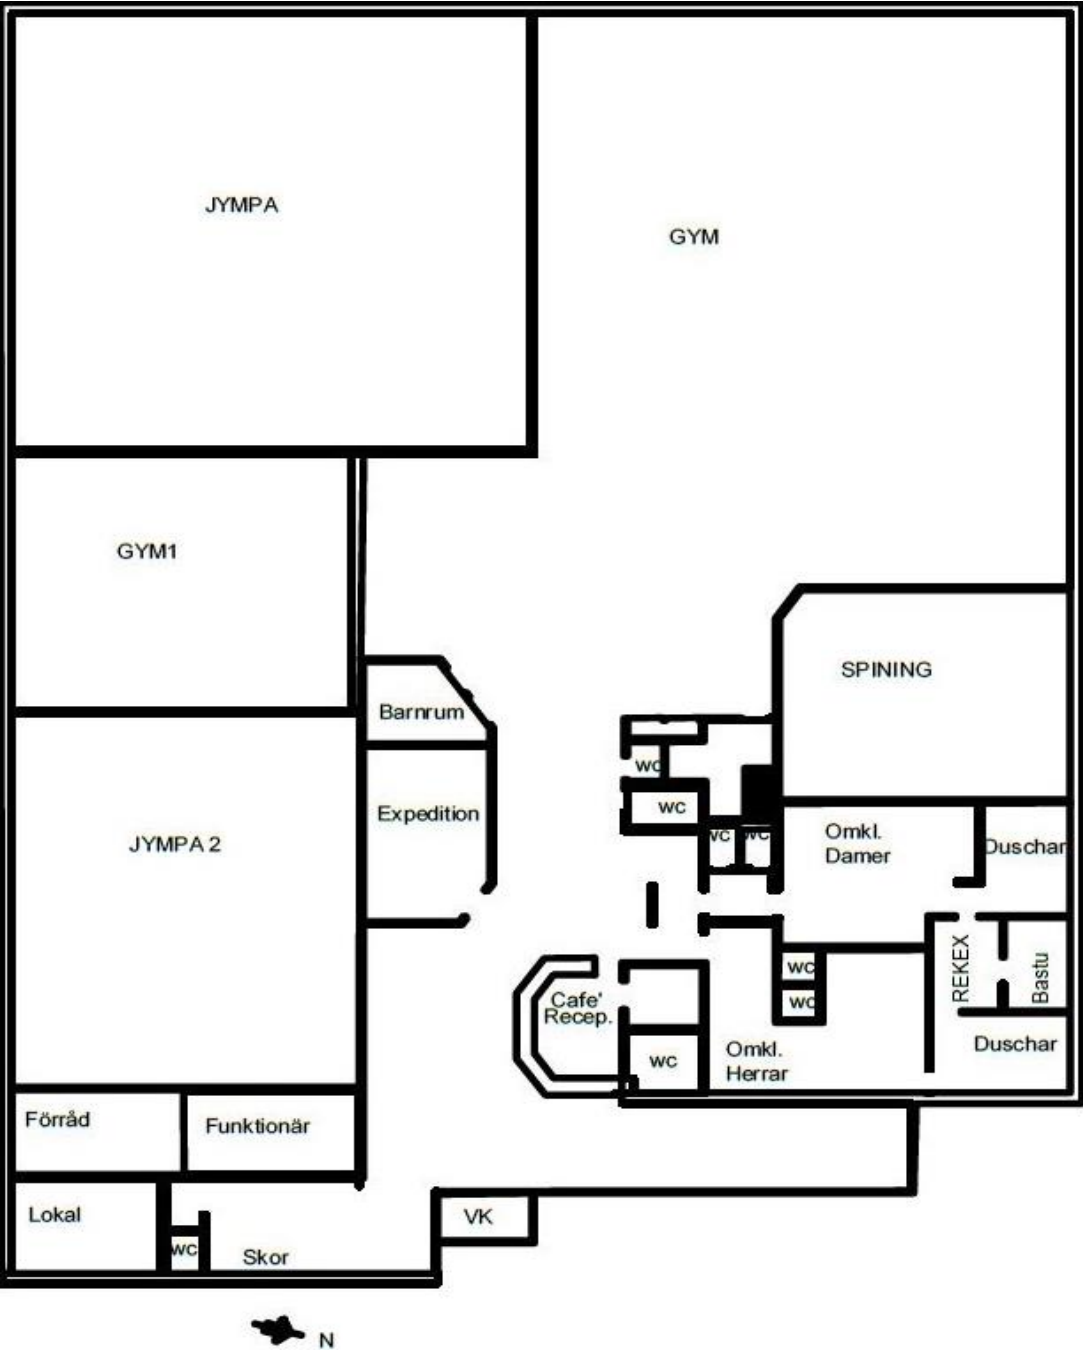 JYMPA
GYM
GYM1
SPINING
Barnrum
wc
wc
Expedition
wc
wc
Omkl.
Damer
Duschar
JYMPA 2
REKEX
Bastu
wc
wc
Cafe'
Recep.
wc
Omkl.
Herrar
Duschar
Förråd
Funktionär
Lokal
wc
Skor
VK
N